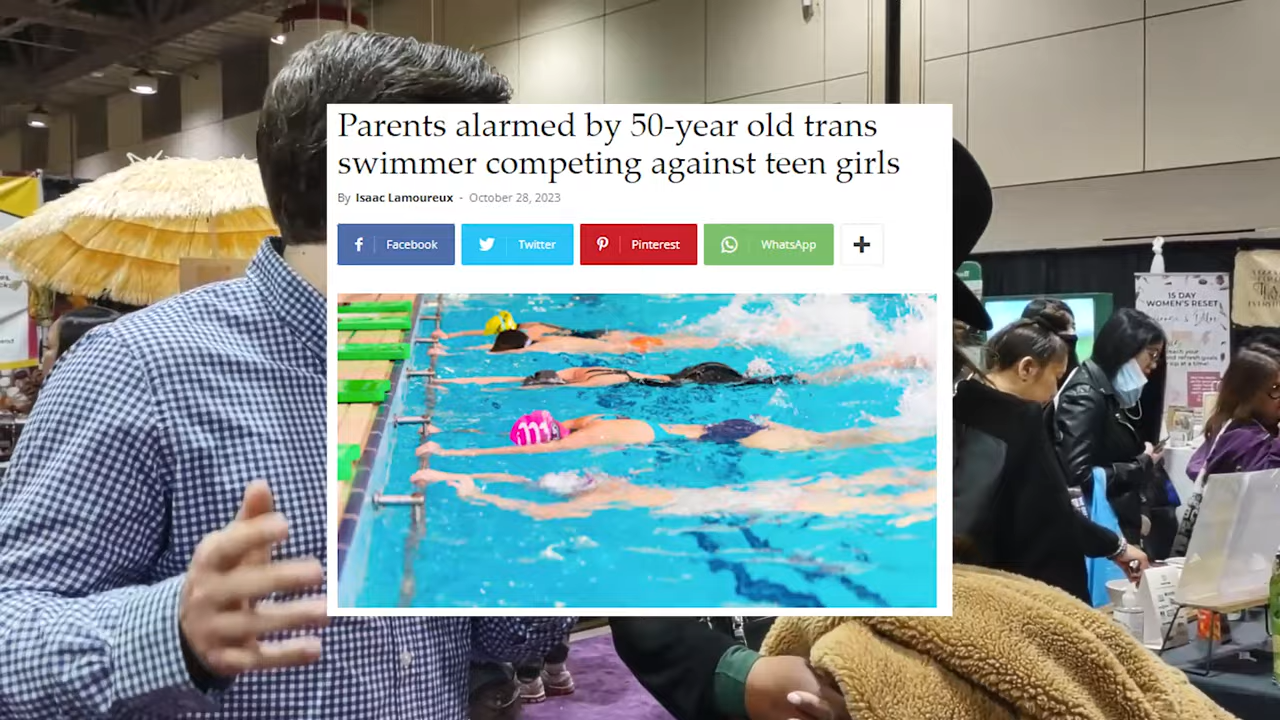 Parents alarmed by 50-year old trans
swimmer competing against teen girls
By Isaac Lamoureux - October 28, 2023
Facebook
Twitter
Pinterest
WhatsApp
15 DAY
WOMEN'S RESET